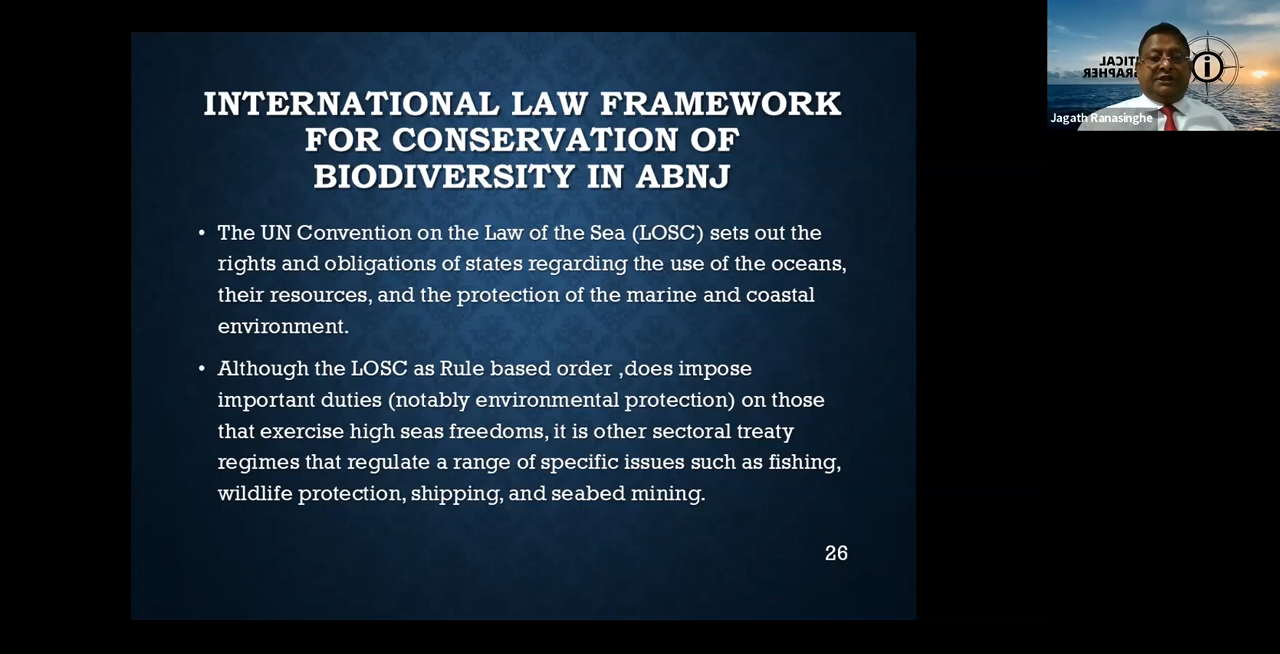 INTERNATIONAL LAW FRAMEWORK
FOR CONSERVATION OF
BIODIVERSITY IN ABNJ
• The UN Convention on the Law of the Sea (LOSC) sets out the
rights and obligations of states regarding the use of the oceans,
their resources, and the protection of the marine and coastal
environment.
• Although the LOSC as Rule based order ,does impose
important duties (notably environmental protection) on those
that exercise high seas freedoms, it is other sectoral treaty
regimes that regulate a range of specific issues such as fishing,
wildlife protection, shipping, and seabed mining.
26
Jagath Ranasinghe